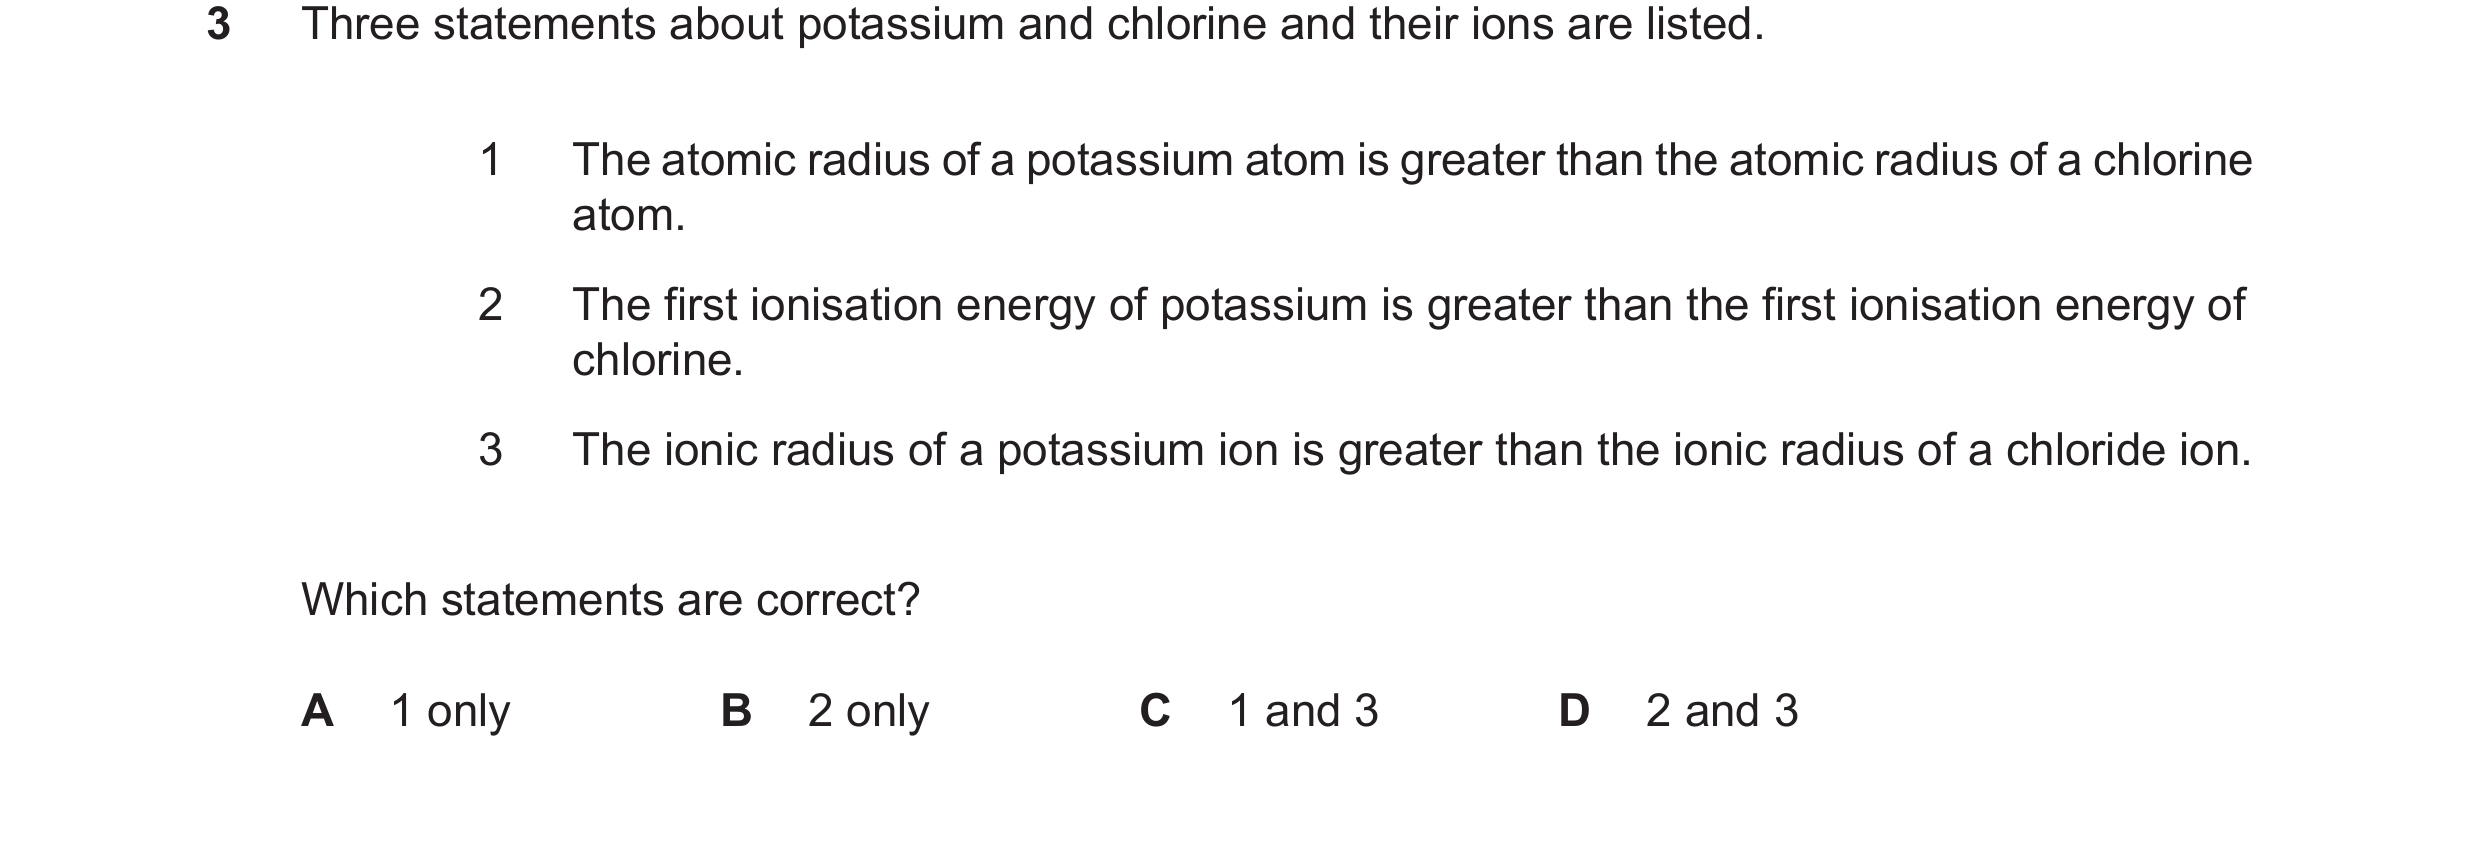 3 Three statements about potassium and chlorine and their ions are listed.
1 The atomic radius of a potassium atom is greater than the atomic radius of a chlorine
atom.
2 The first ionisation energy of potassium is greater than the first ionisation energy of
chlorine.
3 The ionic radius of a potassium ion is greater than the ionic radius of a chloride ion.
Which statements are correct?
A 1 only B 2 only C 1 and 3 D 2 and 3